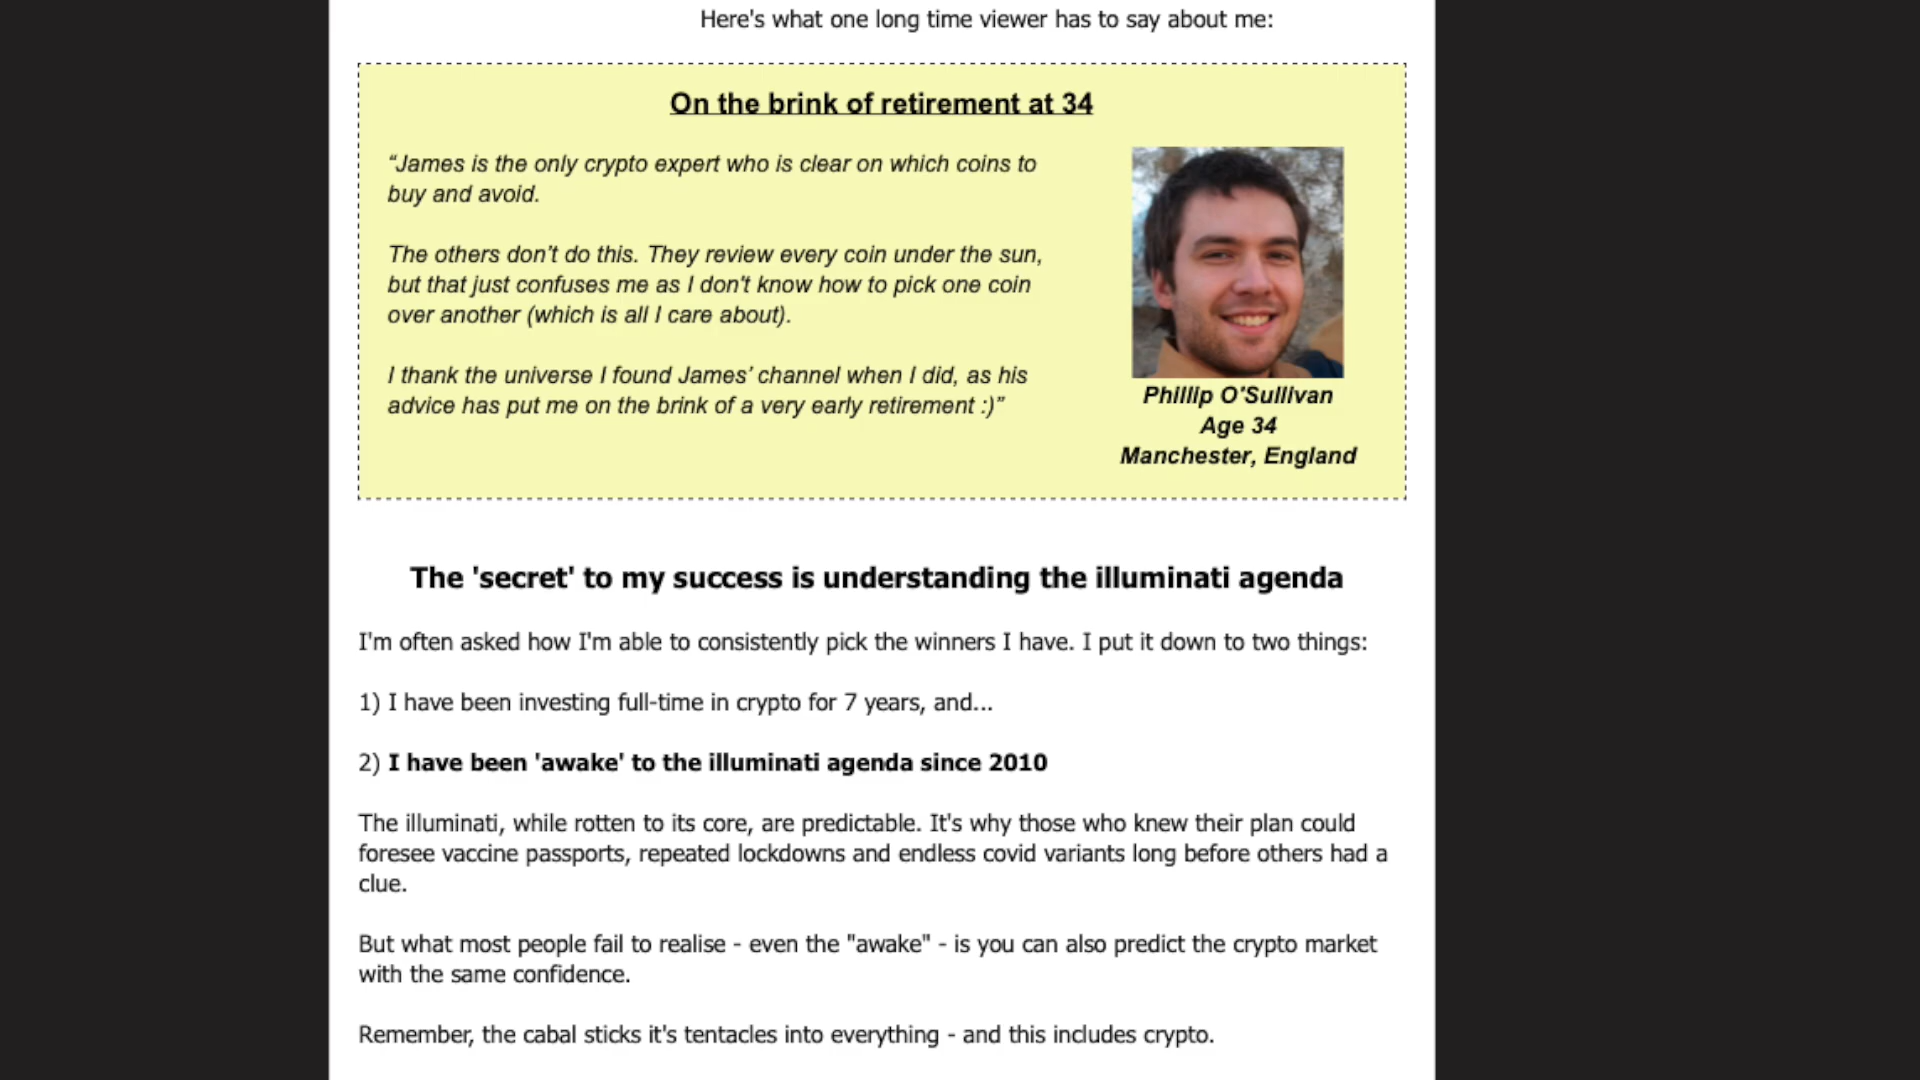 Here's what one long time viewer has to say about me:
On the brink of retirement at 34
“James is the only crypto expert who is clear on which coins to
buy and avoid.
The others don’t do this. They review every coin under the sun,
but that just confuses me as I don't know how to pick one coin
over another (which is all I care about).
I thank the universe I found James’ channel when I did, as his
advice has put me on the brink of a very early retirement :)”
Phillip O'Sullivan
Age 34
Manchester, England
The 'secret' to my success is understanding the illuminati agenda
I'm often asked how I'm able to consistently pick the winners I have. I put it down to two things:
1) I have been investing full-time in crypto for 7 years, and...
2) I have been 'awake' to the illuminati agenda since 2010
The illuminati, while rotten to its core, are predictable. It's why those who knew their plan could
foresee vaccine passports, repeated lockdowns and endless covid variants long before others had a
clue.
But what most people fail to realise - even the "awake" - is you can also predict the crypto market
with the same confidence.
Remember, the cabal sticks it's tentacles into everything - and this includes crypto.